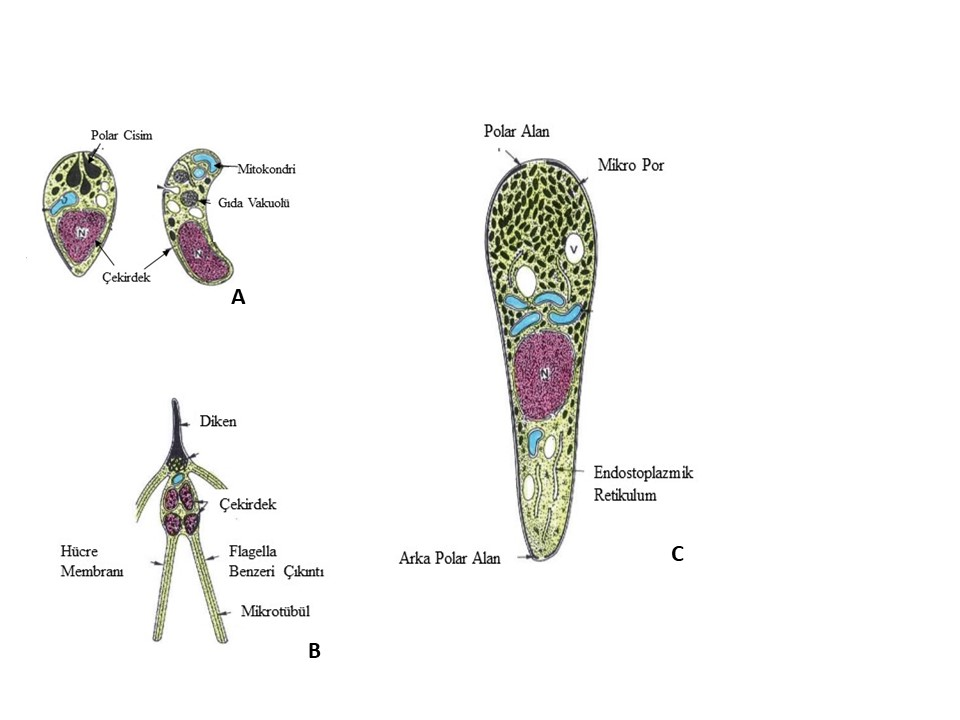 Polar Cisim
Mitokondri
Gıda Vakuolü
N
N
Çekirdek
A
Diken
Çekirdek
Hücre
Membranı
Flagella
Benzeri Çıkıntı
Mikrotübül
B
Polar Alan
Mikro Por
V
N
Endostoplazmik
Retikulum
Arka Polar Alan
C